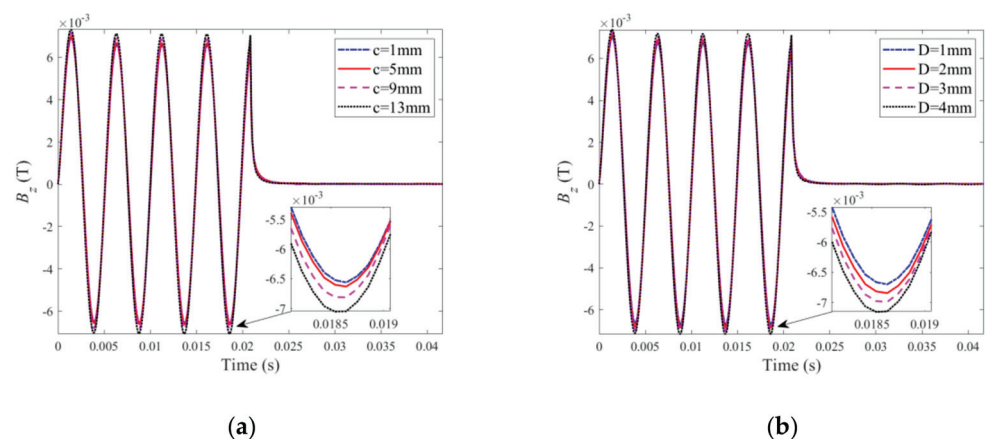 ×10⁻³
6
4
2
0
-2
-4
-6
B_z (T)
c=1mm
c=5mm
c=9mm
c=13mm
×10⁻³
-5.5
-6
-6.5
-7
0.0185 0.019
0 0.005 0.01 0.015 0.02 0.025 0.03 0.035 0.04
Time (s)
(a)
×10⁻³
6
4
2
0
-2
-4
-6
B_z (T)
D=1mm
D=2mm
D=3mm
D=4mm
×10⁻³
-5.5
-6
-6.5
-7
0.0185 0.019
0 0.005 0.01 0.015 0.02 0.025 0.03 0.035 0.04
Time (s)
(b)